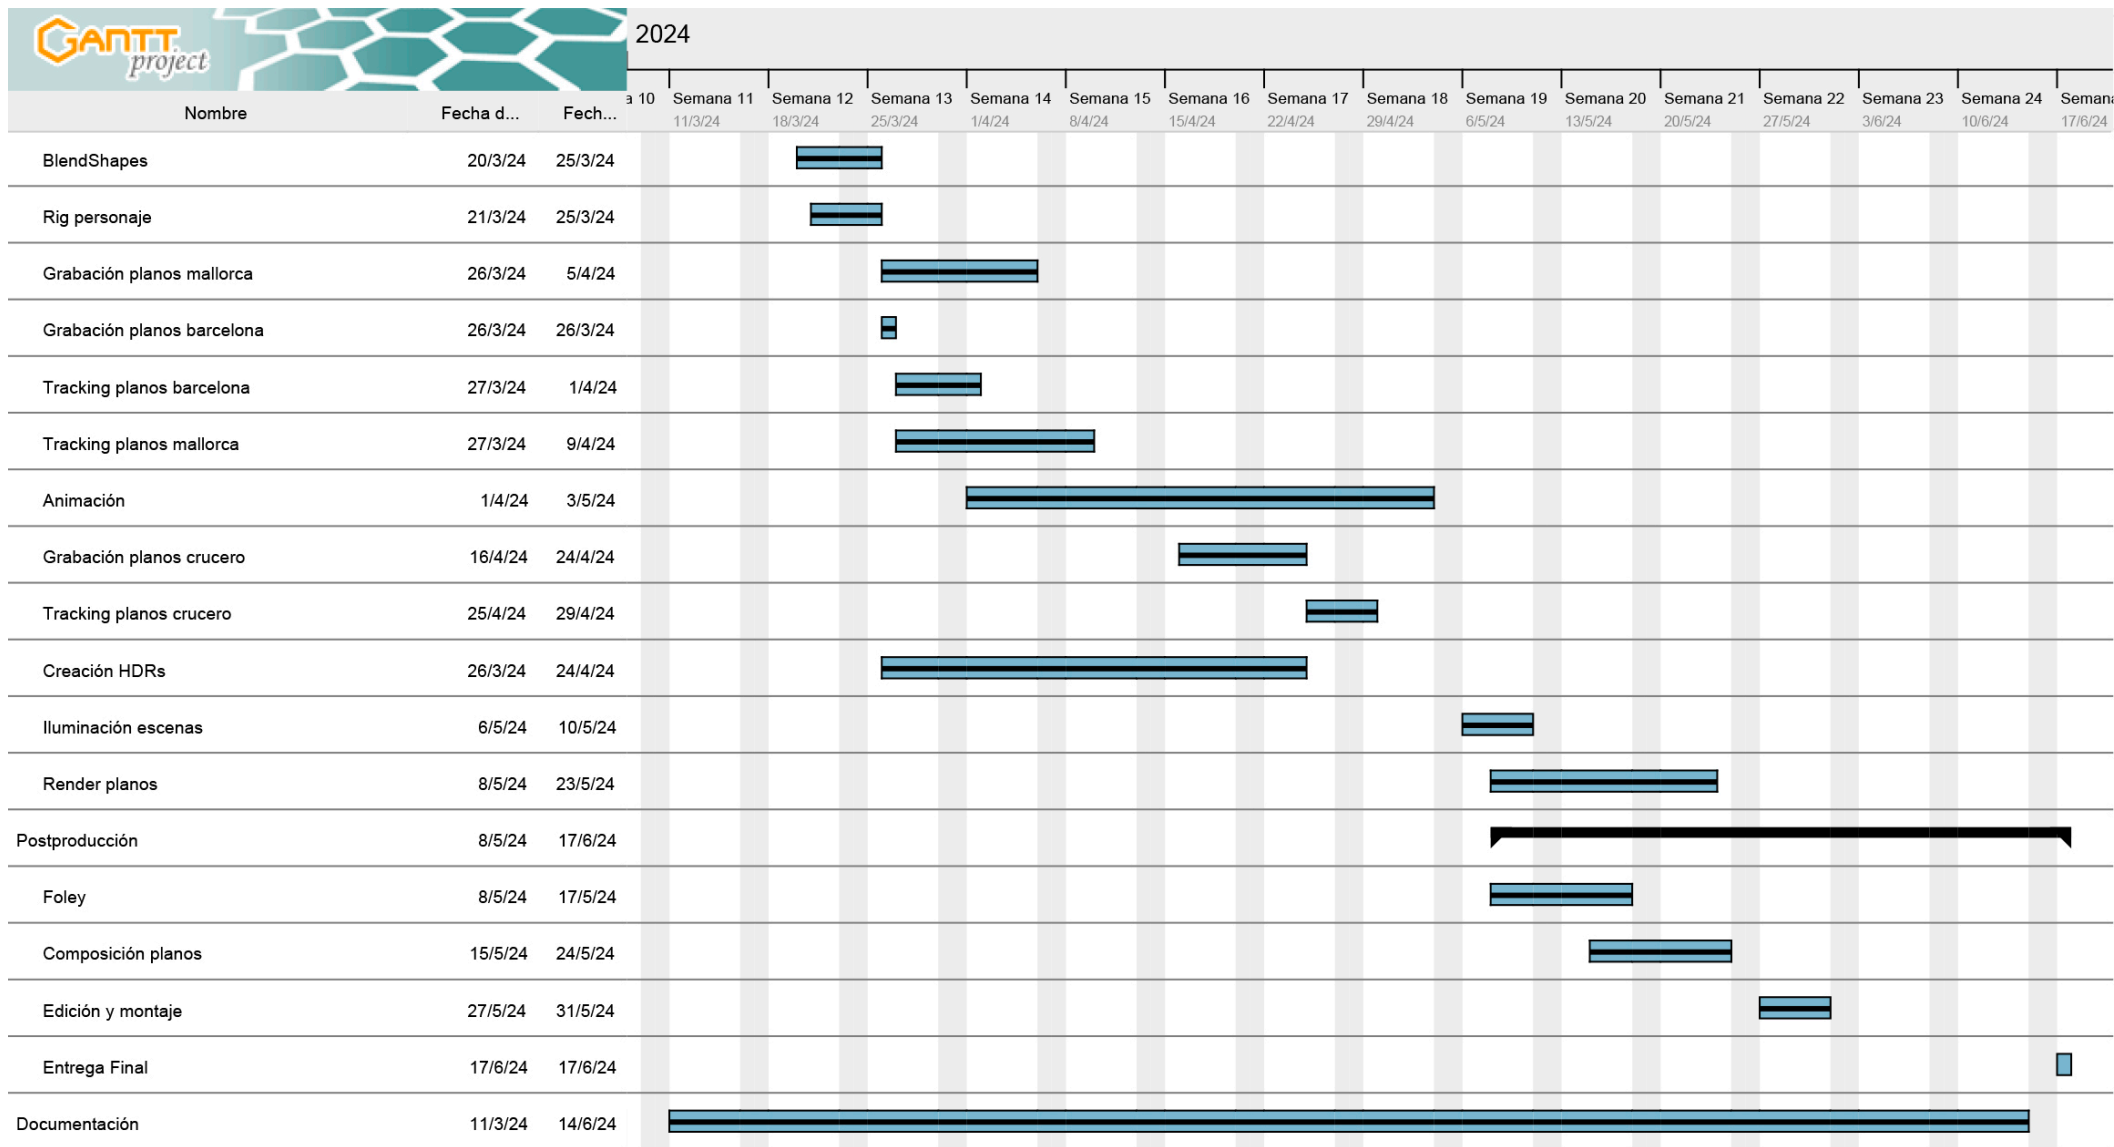 GANTT
project
2024
Nombre Fecha d... Fech...
a 10 Semana 11 Semana 12 Semana 13 Semana 14 Semana 15 Semana 16 Semana 17 Semana 18 Semana 19 Semana 20 Semana 21 Semana 22 Semana 23 Semana 24 Semana
11/3/24 18/3/24 25/3/24 1/4/24 8/4/24 15/4/24 22/4/24 29/4/24 6/5/24 13/5/24 20/5/24 27/5/24 3/6/24 10/6/24 17/6/24
BlendShapes 20/3/24 25/3/24
Rig personaje 21/3/24 25/3/24
Grabación planos mallorca 26/3/24 5/4/24
Grabación planos barcelona 26/3/24 26/3/24
Tracking planos barcelona 27/3/24 1/4/24
Tracking planos mallorca 27/3/24 9/4/24
Animación 1/4/24 3/5/24
Grabación planos crucero 16/4/24 24/4/24
Tracking planos crucero 25/4/24 29/4/24
Creación HDRs 26/3/24 24/4/24
Iluminación escenas 6/5/24 10/5/24
Render planos 8/5/24 23/5/24
Postproducción 8/5/24 17/6/24
Foley 8/5/24 17/5/24
Composición planos 15/5/24 24/5/24
Edición y montaje 27/5/24 31/5/24
Entrega Final 17/6/24 17/6/24
Documentación 11/3/24 14/6/24